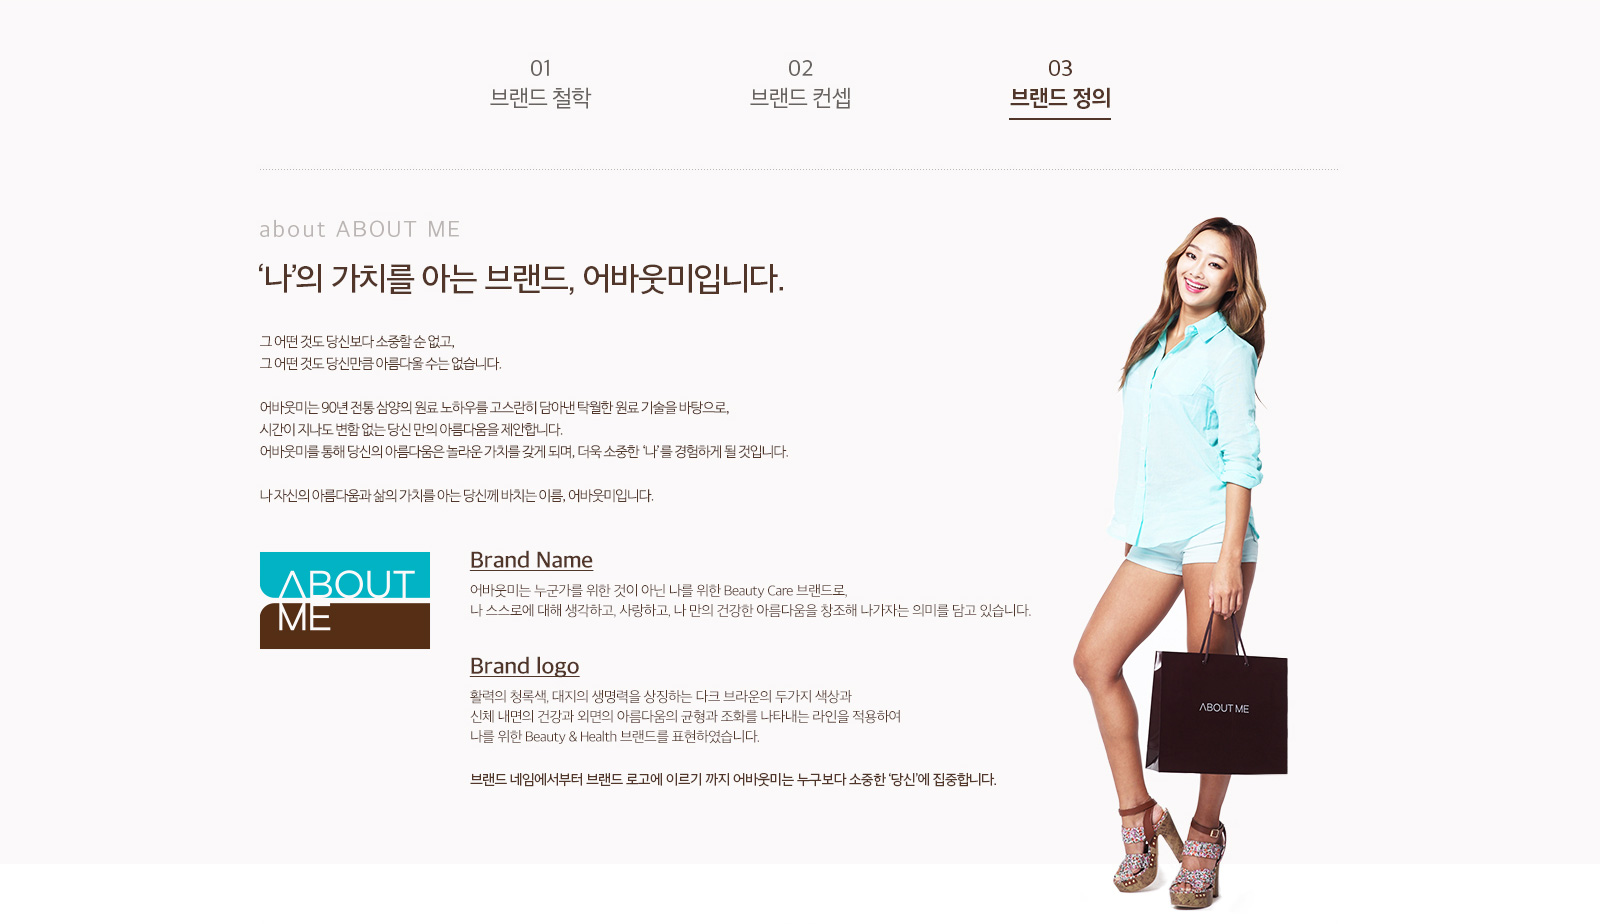 01
브랜드 철학
02
브랜드 컨셉
03
브랜드 정의
about ABOUT ME
‘나’의 가치를 아는 브랜드, 어바웃미입니다.
그 어떤 것도 당신보다 소중할 순 없고,
그 어떤 것도 당신만큼 아름다울 수는 없습니다.
어바웃미는 90년 전통 삼양의 원료 노하우를 고스란히 담아낸 탁월한 원료 기술을 바탕으로,
시간이 지나도 변함 없는 당신 만의 아름다움을 제안합니다.
어바웃미를 통해 당신의 아름다움은 놀라운 가치를 갖게 되며, 더욱 소중한 ‘나’를 경험하게 될 것입니다.
나 자신의 아름다움과 삶의 가치를 아는 당신께 바치는 이름, 어바웃미입니다.
ABOUT
ME
Brand Name
어바웃미는 누군가를 위한 것이 아닌 나를 위한 Beauty Care 브랜드로,
나 스스로에 대해 생각하고, 사랑하고, 나 만의 건강한 아름다움을 창조해 나가자는 의미를 담고 있습니다.
Brand logo
활력의 청록색, 대지의 생명력을 상징하는 다크 브라운의 두가지 색상과
신체 내면의 건강과 외면의 아름다움의 균형과 조화를 나타내는 라인을 적용하여
나를 위한 Beauty & Health 브랜드를 표현하였습니다.
브랜드 네임에서부터 브랜드 로고에 이르기 까지 어바웃미는 누구보다 소중한 ‘당신’에 집중합니다.
ABOUT ME